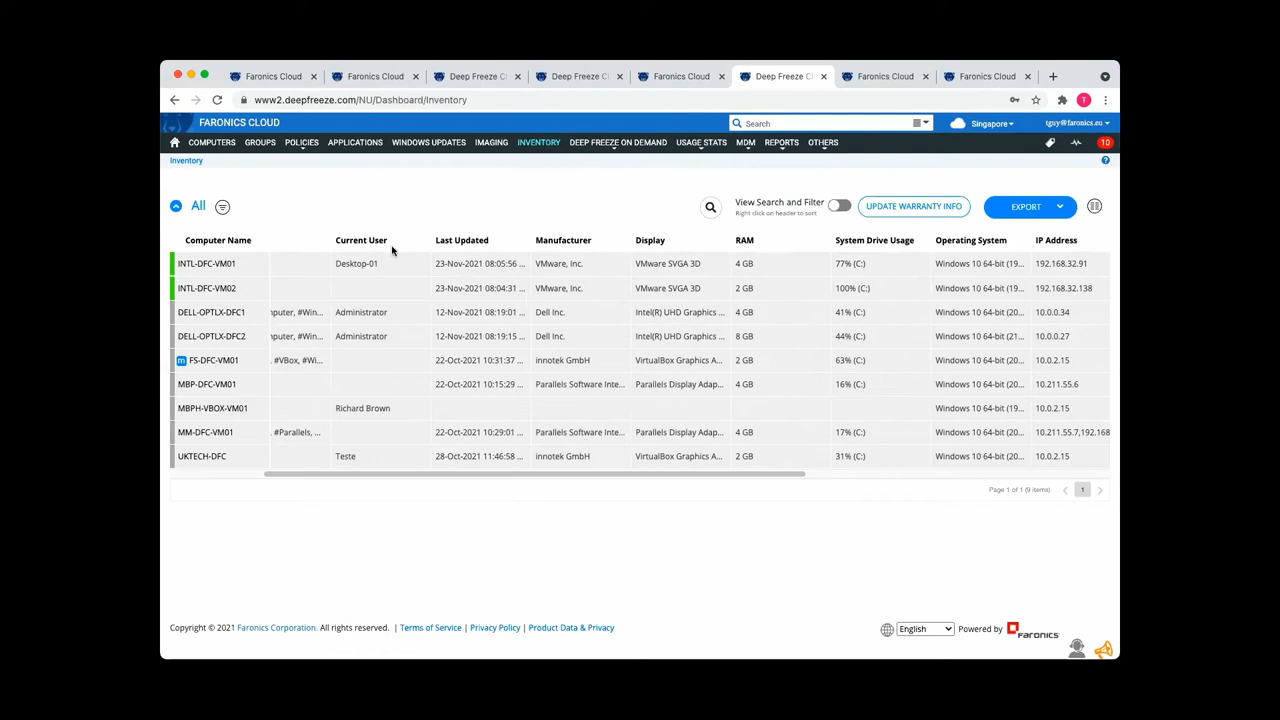 Faronics Cloud
Faronics Cloud
Deep Freeze C
Deep Freeze C
Faronics Cloud
Deep Freeze C
Faronics Cloud
Faronics Cloud
www2.deepfreeze.com/NU/Dashboard/Inventory
T
FARONICS CLOUD
Search
Singapore
tguy@faronics.eu
COMPUTERS GROUPS POLICIES APPLICATIONS WINDOWS UPDATES IMAGING INVENTORY DEEP FREEZE ON DEMAND USAGE STATS MDM REPORTS OTHERS
10
Inventory
All
View Search and Filter
Right click on header to sort
UPDATE WARRANTY INFO
EXPORT
Computer Name Current User Last Updated Manufacturer Display RAM System Drive Usage Operating System IP Address
INTL-DFC-VM01 Desktop-01 23-Nov-2021 08:05:56 ... VMware, Inc. VMware SVGA 3D 4 GB 77% (C:) Windows 10 64-bit (19... 192.168.32.91
INTL-DFC-VM02 23-Nov-2021 08:04:31 ... VMware, Inc. VMware SVGA 3D 2 GB 100% (C:) Windows 10 64-bit (19... 192.168.32.138
DELL-OPTLX-DFC1 puter, #Win... Administrator 12-Nov-2021 08:19:01 ... Dell Inc. Intel(R) UHD Graphics ... 4 GB 41% (C:) Windows 10 64-bit (20... 10.0.0.34
DELL-OPTLX-DFC2 puter, #Win... Administrator 12-Nov-2021 08:19:15 ... Dell Inc. Intel(R) UHD Graphics ... 8 GB 44% (C:) Windows 10 64-bit (21... 10.0.0.27
m FS-DFC-VM01 , #VBox, #Wi... 22-Oct-2021 10:31:37 ... innotek GmbH VirtualBox Graphics A... 2 GB 63% (C:) Windows 10 64-bit (20... 10.0.2.15
MBP-DFC-VM01 22-Oct-2021 10:15:29 ... Parallels Software Inte... Parallels Display Adap... 4 GB 16% (C:) Windows 10 64-bit (20... 10.211.55.6
MBPH-VBOX-VM01 Richard Brown Windows 10 64-bit (19... 10.0.2.15
MM-DFC-VM01 , #Parallels, ... 22-Oct-2021 10:29:01 ... Parallels Software Inte... Parallels Display Adap... 4 GB 17% (C:) Windows 10 64-bit (20... 10.211.55.7,192.168
UKTECH-DFC Teste 28-Oct-2021 11:46:58 ... innotek GmbH VirtualBox Graphics A... 2 GB 31% (C:) Windows 10 64-bit (20... 10.0.2.15
Page 1 of 1 (9 items) 1
Copyright © 2021 Faronics Corporation. All rights reserved. | Terms of Service | Privacy Policy | Product Data & Privacy
English
Powered by Faronics